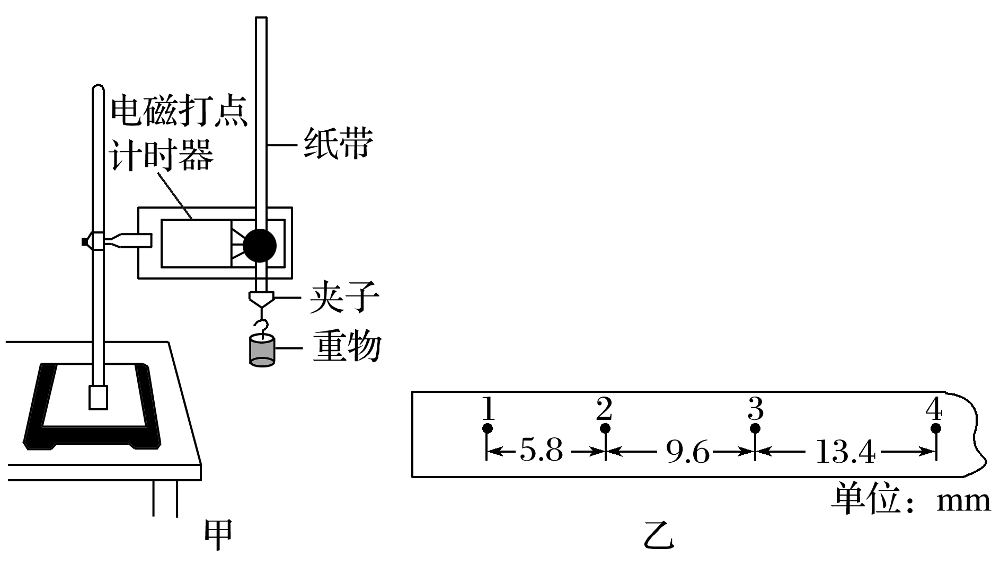 电磁打点
计时器
纸带
夹子
重物
甲
1 2 3 4
5.8 9.6 13.4
单位：mm
乙